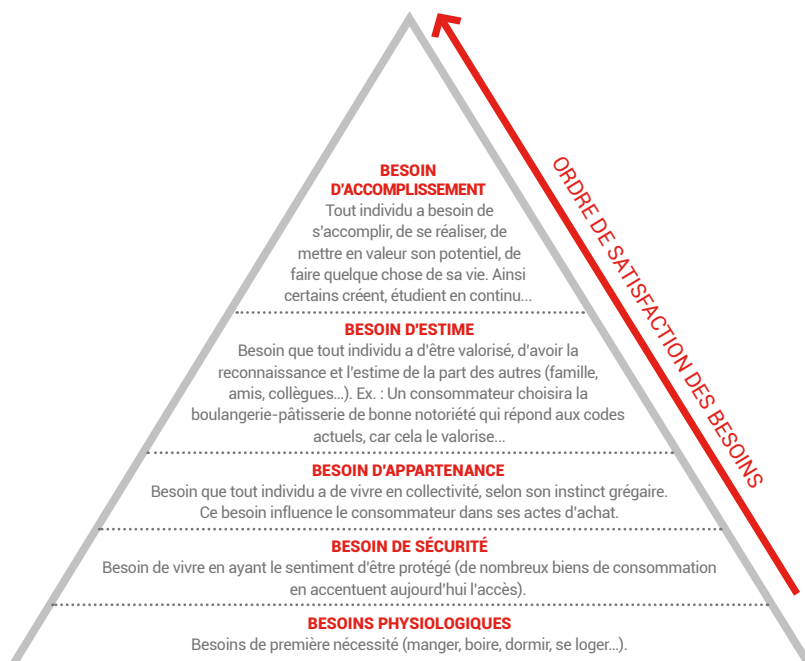 BESOIN
D'ACCOMPLISSEMENT
Tout individu a besoin de
s'accomplir, de se réaliser, de
mettre en valeur son potentiel, de
faire quelque chose de sa vie. Ainsi
certains créent, étudient en continu...
BESOIN D'ESTIME
Besoin que tout individu a d'être valorisé, d'avoir la
reconnaissance et l'estime de la part des autres (famille,
amis, collègues…). Ex. : Un consommateur choisira la
boulangerie-pâtisserie de bonne notoriété qui répond aux codes
actuels, car cela le valorise...
BESOIN D'APPARTENANCE
Besoin que tout individu a de vivre en collectivité, selon son instinct grégaire.
Ce besoin influence le consommateur dans ses actes d'achat.
BESOIN DE SÉCURITÉ
Besoin de vivre en ayant le sentiment d'être protégé (de nombreux biens de consommation
en accentuent aujourd'hui l'accès).
BESOINS PHYSIOLOGIQUES
Besoins de première nécessité (manger, boire, dormir, se loger…).
ORDRE DE SATISFACTION DES BESOINS